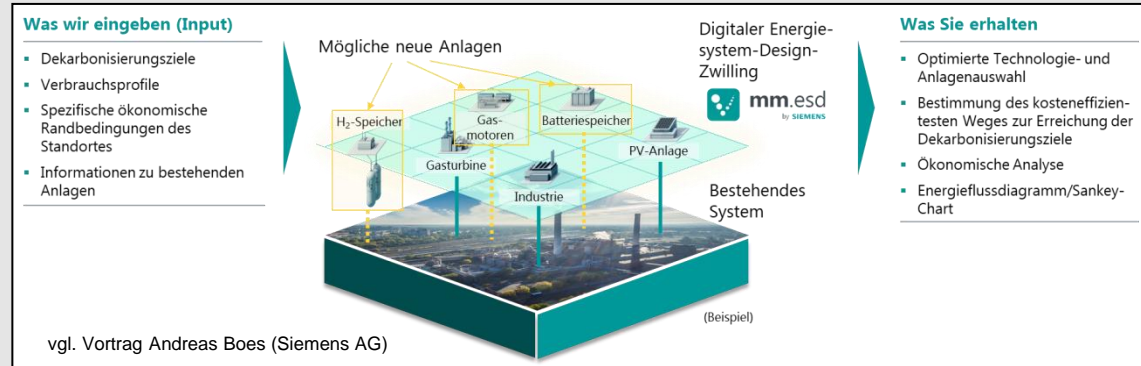 Was wir eingeben (Input)
▪ Dekarbonisierungsziele
▪ Verbrauchsprofile
▪ Spezifische ökonomische
Randbedingungen des
Standortes
▪ Informationen zu bestehenden
Anlagen
Mögliche neue Anlagen
H₂-Speicher
Gas-
motoren
Batteriespeicher
Gasturbine
PV-Anlage
Industrie
Digitaler Energie-
system-Design-
Zwilling
mm.esd
by SIEMENS
Bestehendes
System
(Beispiel)
Was Sie erhalten
▪ Optimierte Technologie- und
Anlagenauswahl
▪ Bestimmung des kosteneffizien-
testen Weges zur Erreichung der
Dekarbonisierungsziele
▪ Ökonomische Analyse
▪ Energieflussdiagramm/Sankey-
Chart
vgl. Vortrag Andreas Boes (Siemens AG)